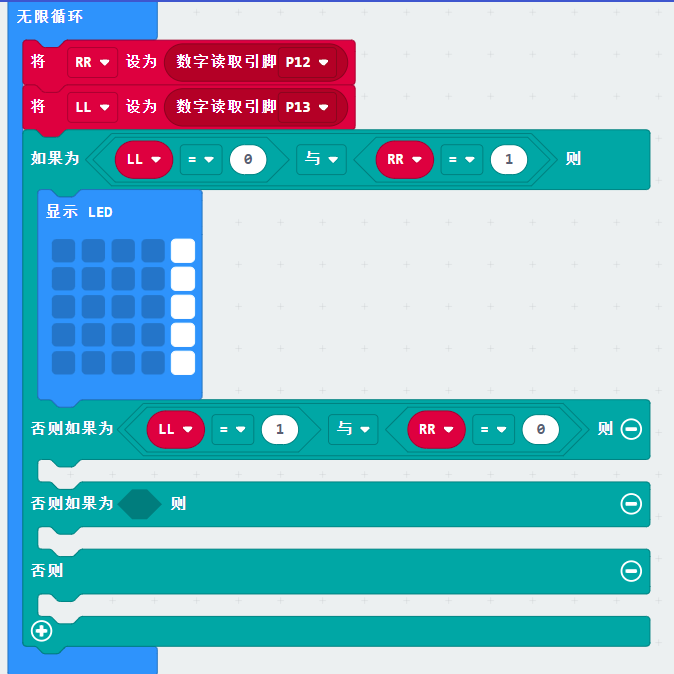 无限循环
将 RR 设为 数字读取引脚 P12
将 LL 设为 数字读取引脚 P13
如果为 LL = 0 与 RR = 1 则
显示 LED
否则如果为 LL = 1 与 RR = 0 则
否则如果为 则
否则